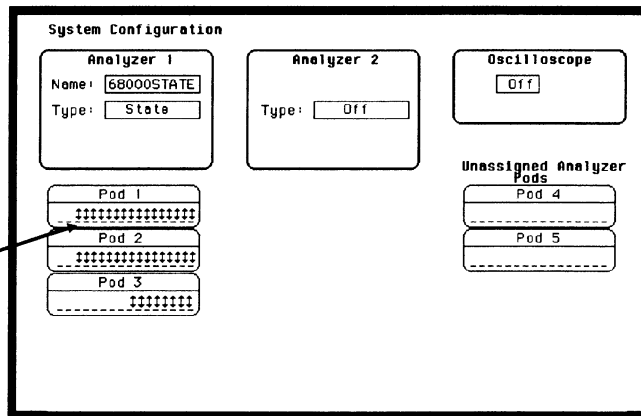 System Configuration
Analyzer 1
Name: 68000STATE
Type: State
Analyzer 2
Type: Off
Oscilloscope
Off
Unassigned Analyzer
Pods
Pod 1
Pod 2
Pod 3
Pod 4
Pod 5